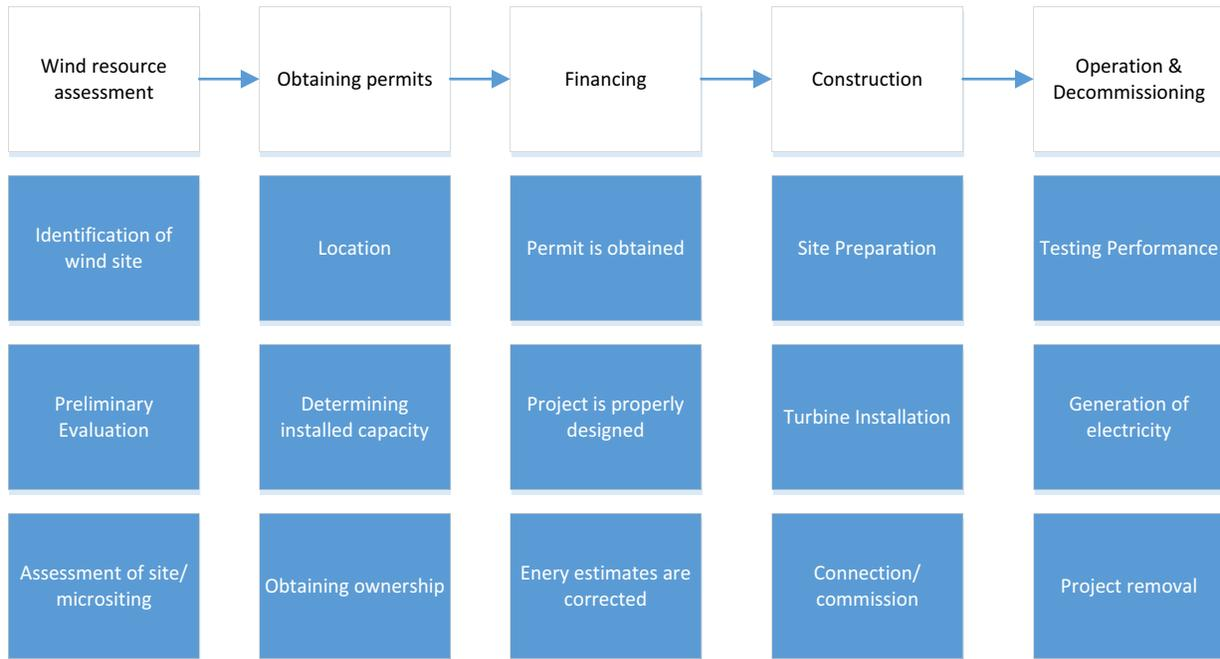 Wind resource
assessment
Obtaining permits
Financing
Construction
Operation &
Decommissioning
Identification of
wind site
Location
Permit is obtained
Site Preparation
Testing Performance
Preliminary
Evaluation
Determining
installed capacity
Project is properly
designed
Turbine Installation
Generation of
electricity
Assessment of site/
micrositing
Obtaining ownership
Enery estimates are
corrected
Connection/
commission
Project removal